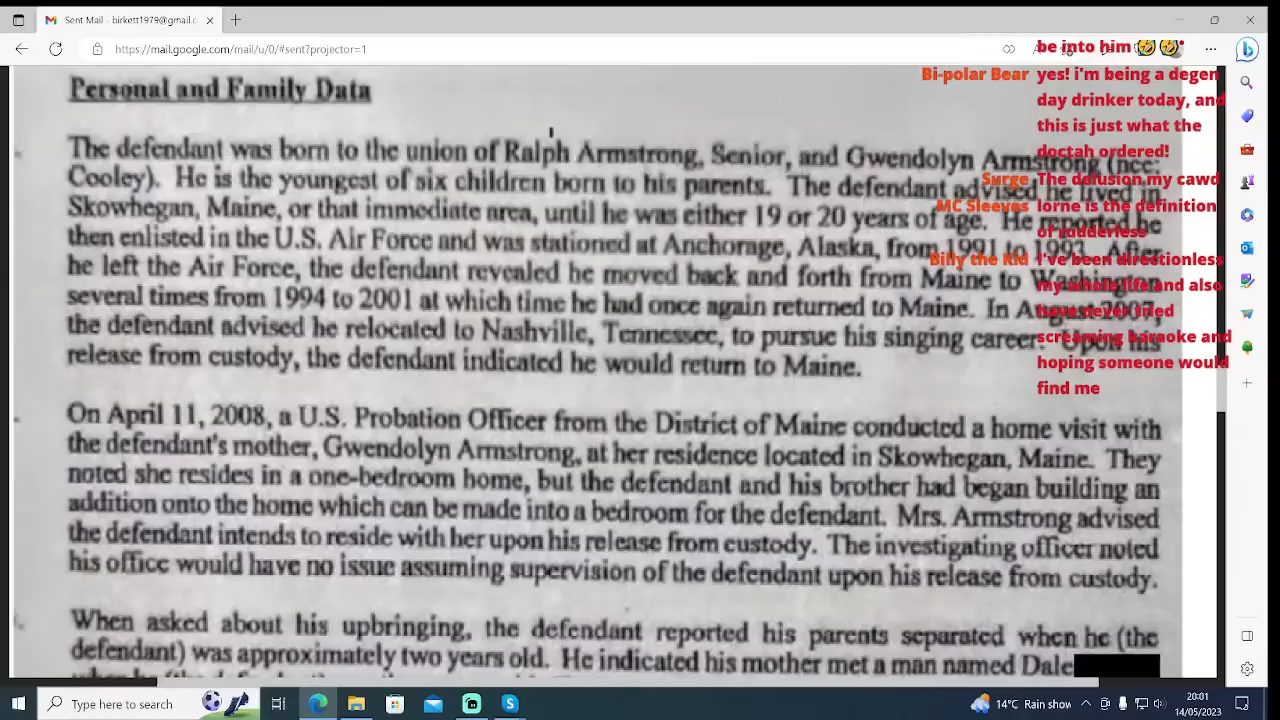 Sent Mail - birkett1979@gmail.c
https://mail.google.com/mail/u/0/#sent?projector=1
Personal and Family Data
The defendant was born to the union of Ralph Armstrong, Senior, and Gwendolyn Armstrong (nee:
Cooley). He is the youngest of six children born to his parents. The defendant advised he lived in
Skowhegan, Maine, or that immediate area, until he was either 19 or 20 years of age. He reported he
then enlisted in the U.S. Air Force and was stationed at Anchorage, Alaska, from 1991 to 1993. After
he left the Air Force, the defendant revealed he moved back and forth from Maine to Washington
several times from 1994 to 2001 at which time he had once again returned to Maine. In August 2007,
the defendant advised he relocated to Nashville, Tennessee, to pursue his singing career. Upon his
release from custody, the defendant indicated he would return to Maine.
On April 11, 2008, a U.S. Probation Officer from the District of Maine conducted a home visit with
the defendant's mother, Gwendolyn Armstrong, at her residence located in Skowhegan, Maine. They
noted she resides in a one-bedroom home, but the defendant and his brother had began building an
addition onto the home which can be made into a bedroom for the defendant. Mrs. Armstrong advised
the defendant intends to reside with her upon his release from custody. The investigating officer noted
his office would have no issue assuming supervision of the defendant upon his release from custody.
When asked about his upbringing, the defendant reported his parents separated when he (the
defendant) was approximately two years old. He indicated his mother met a man named Dale
be into him 🤣🤣
Bi-polar Bear yes! i'm being a degen
day drinker today, and
this is just what the
doctah ordered!
Surge The delusion my cawd
MC Sleeves lorne is the definition
of rudderless
Billy the Kid I've been directionless
my whole life and also
have never tried
screaming karaoke and
hoping someone would
find me
Type here to search
14°C Rain show
20:01
14/05/2023